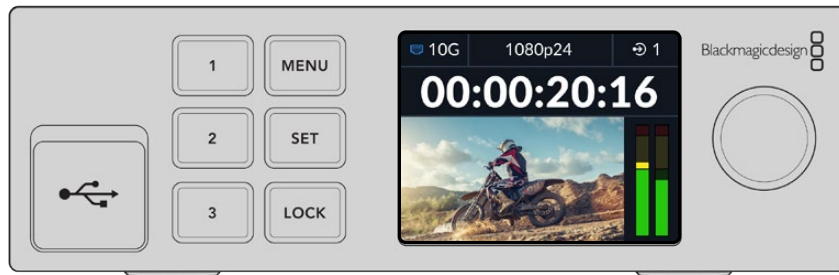 10G 1080p24 1
00:00:20:16
Blackmagicdesign
1 MENU
2 SET
3 LOCK